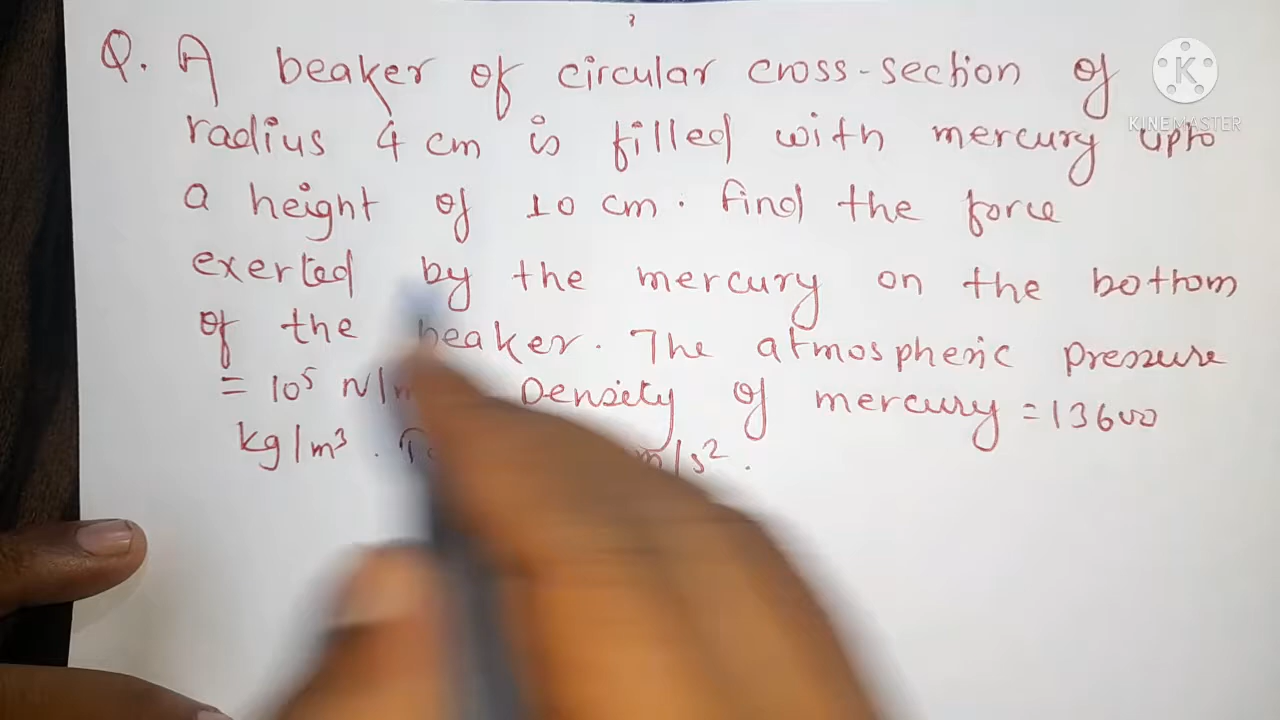 Q. A beaker of circular cross-section of
radius 4 cm is filled with mercury upto
a height of 10 cm. find the force
exerted by the mercury on the bottom
of the beaker. The atmospheric pressure
= 10⁵ N/m Density of mercury = 13600
kg/m³. m/s².
K
KINEMASTER